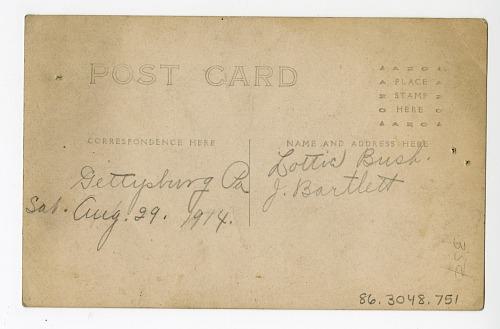 POST CARD
AZO
PLACE
STAMP
HERE
AZO
CORRESPONDENCE HERE
NAME AND ADDRESS HERE
Gettysburg Pa
Sat. Aug. 29. 1914.
Lottie Bush.
J. Bartlett
86.3048.751